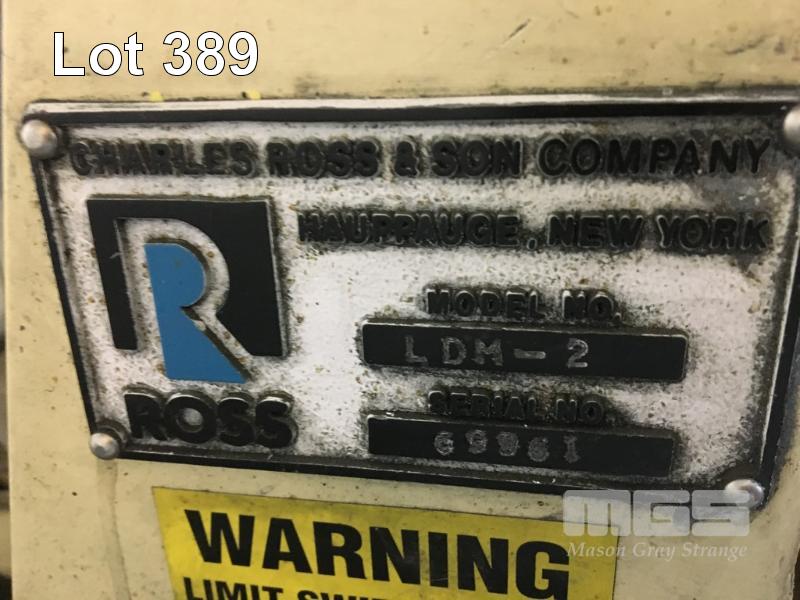 Lot 389
CHARLES ROSS & SON COMPANY
HAUPPAUGE, NEW YORK
R
MODEL NO.
LDM-2
ROSS
SERIAL NO.
WARNING
MGS
Mason Gray Strange